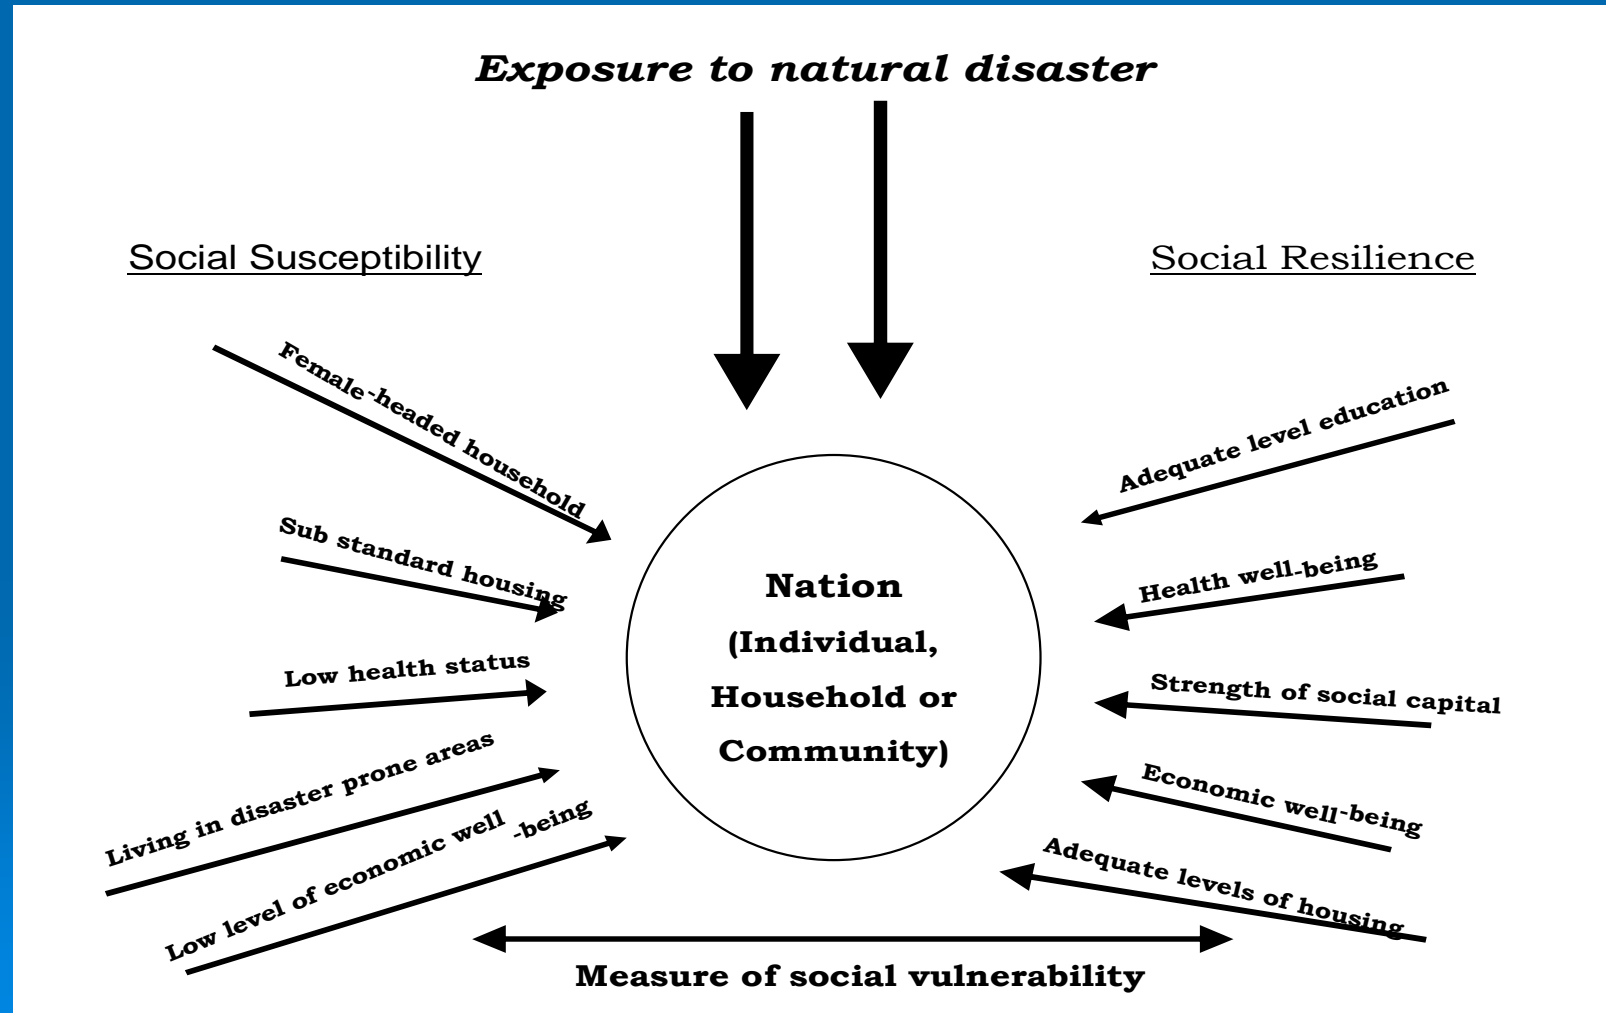 Exposure to natural disaster
Social Susceptibility
Social Resilience
Female-headed household
Sub standard housing
Low health status
Living in disaster prone areas
Low level of economic well-being
Nation
(Individual,
Household or
Community)
Adequate level education
Health well-being
Strength of social capital
Economic well-being
Adequate levels of housing
Measure of social vulnerability